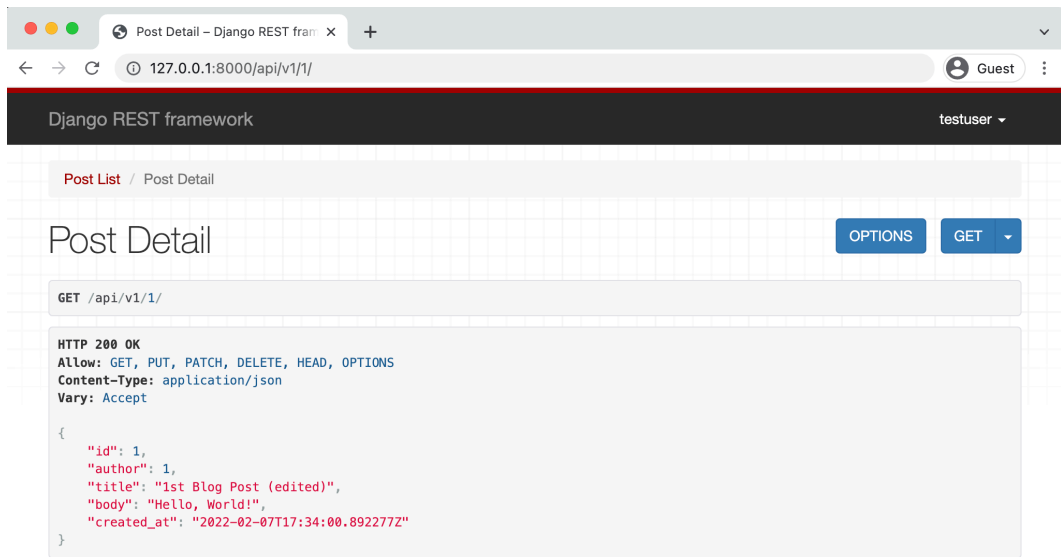 Post Detail – Django REST fram
127.0.0.1:8000/api/v1/1/
Guest
Django REST framework
testuser
Post List / Post Detail
Post Detail
OPTIONS
GET
GET /api/v1/1/
HTTP 200 OK
Allow: GET, PUT, PATCH, DELETE, HEAD, OPTIONS
Content-Type: application/json
Vary: Accept
{
    "id": 1,
    "author": 1,
    "title": "1st Blog Post (edited)",
    "body": "Hello, World!",
    "created_at": "2022-02-07T17:34:00.892277Z"
}